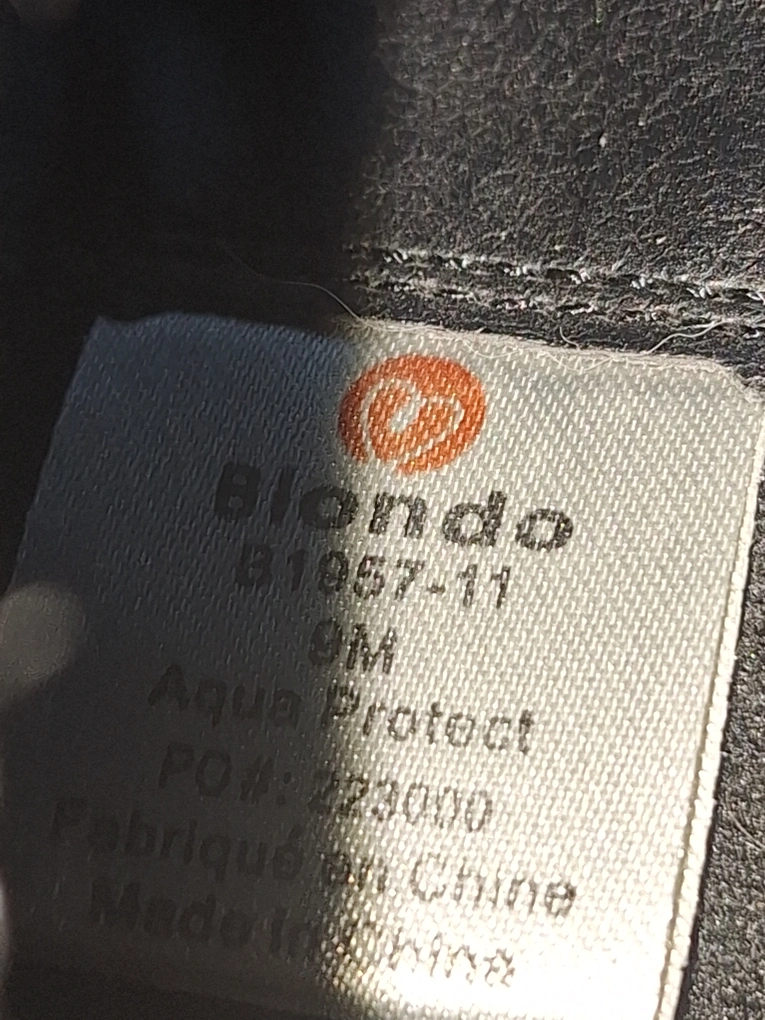 Blondo
B1957-11
9M
Aqua Protect
PO#: 223000
Fabriqué en Chine
Made in China